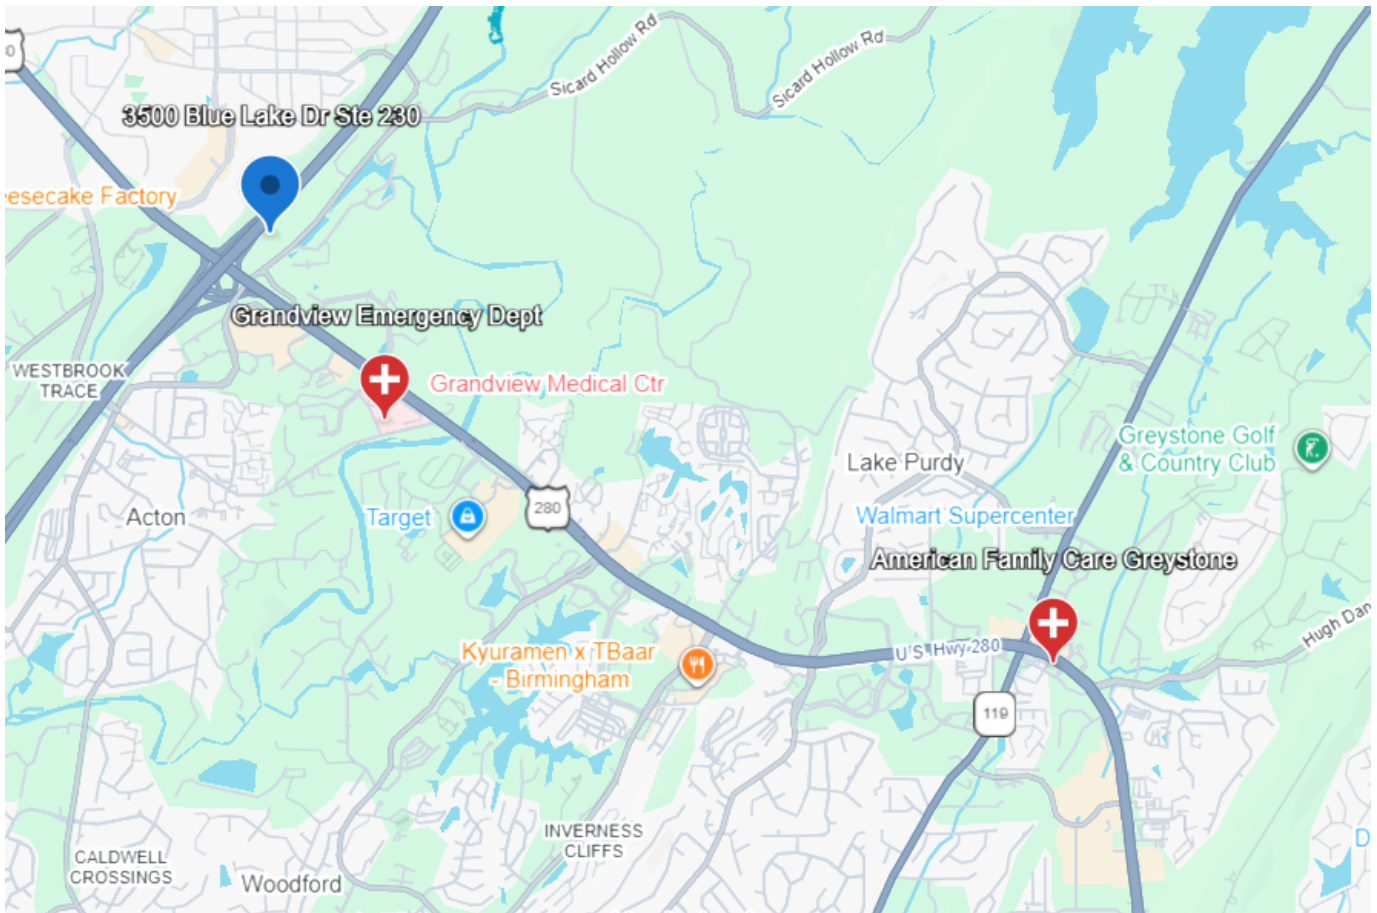 Sicard Hollow Rd
Sicard Hollow Rd
3500 Blue Lake Dr Ste 230
eesecake Factory
Grandview Emergency Dept
WESTBROOK
TRACE
Grandview Medical Ctr
Greystone Golf
& Country Club
Lake Purdy
280
Target
Acton
Walmart Supercenter
American Family Care Greystone
Hugh Dan
U.S. Hwy 280
Kyuramen x TBaar
- Birmingham
119
INVERNESS
CLIFFS
CALDWELL
CROSSINGS
Woodford
D